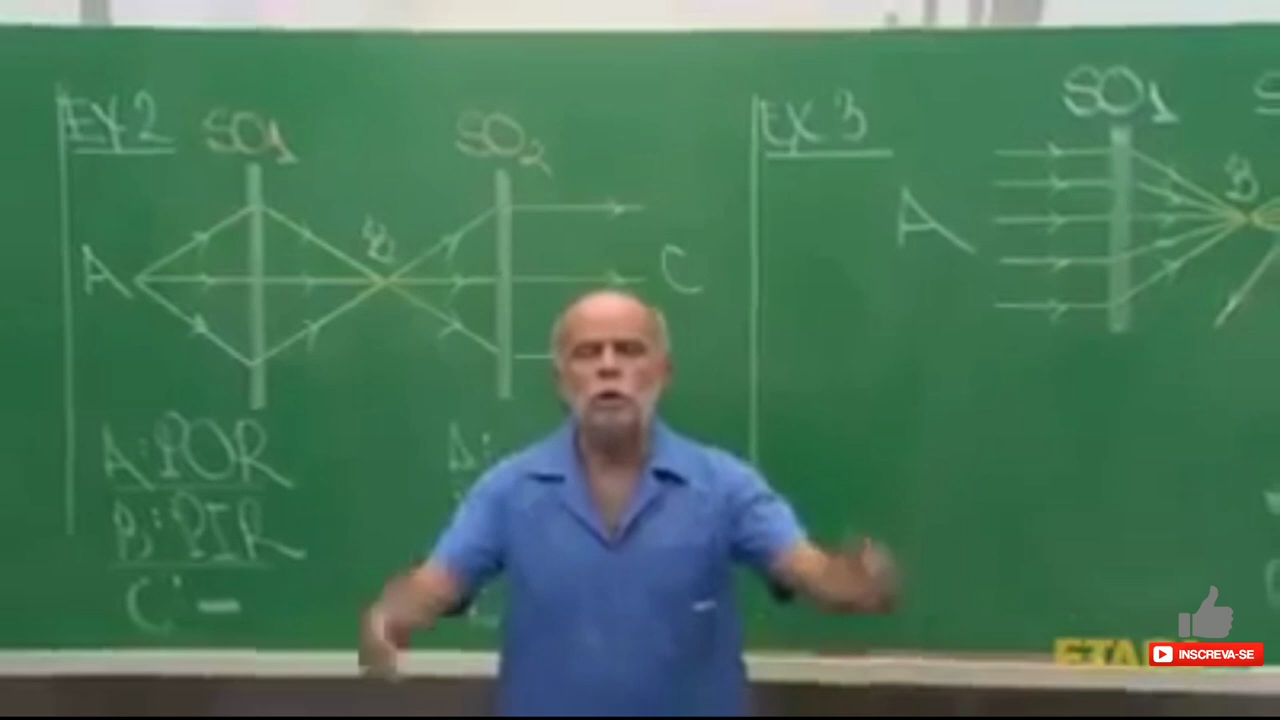 EX 2
SO1
SO2
A
B
C
A: POR
B: PIR
C: –
A:
EX 3
SO1
A
B
INSCREVA-SE